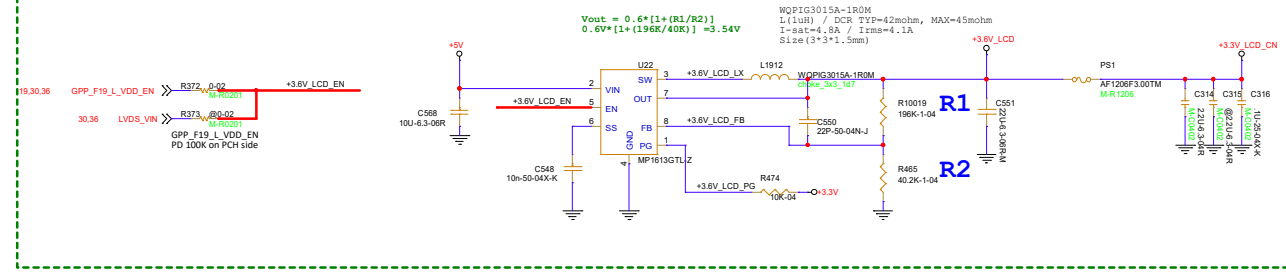 Vout = 0.6*[1+(R1/R2)]
0.6V*[1+(196K/40K)] =3.54V
WQPIG3015A-1R0M
L(1uH) / DCR TYP=42mohm, MAX=45mohm
I-sat=4.8A / Irms=4.1A
Size(3*3*1.5mm)
+5V
+3.6V_LCD
+3.3V_LCD_CN
19,30,36
GPP_F19_L_VDD_EN
R372
0-02
M-R0201
+3.6V_LCD_EN
30,36
LVDS_VIN
R373
@0-02
M-R0201
GPP_F19_L_VDD_EN
PD 100K on PCH side
C568
10U-6.3-06R
+3.6V_LCD_EN
C548
10n-50-04X-K
U22
2
VIN
5
EN
6
SS
GND
4
SW
3
OUT
7
FB
8
PG
1
MP1613GTL-Z
+3.6V_LCD_LX
L1912
WQPIG3015A-1R0M
choke_3x3_1d7
+3.6V_LCD_FB
C550
22P-50-04N-J
+3.6V_LCD_PG
R474
10K-04
+3.3V
R10019
196K-1-04
R1
R465
40.2K-1-04
R2
C551
22U-6.3-06R-M
PS1
AF1206F3.00TM
M-R1206
C314
2.2U-6.3-04R
M-C0402
C315
@2.2U-6.3-04R
M-C0402
C316
.1U-25-04X-K
M-C0402